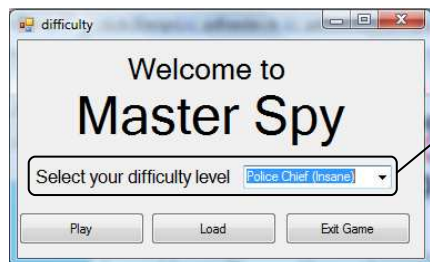 difficulty
Welcome to
Master Spy
Select your difficulty level Police Chief (Insane)
Play Load Exit Game